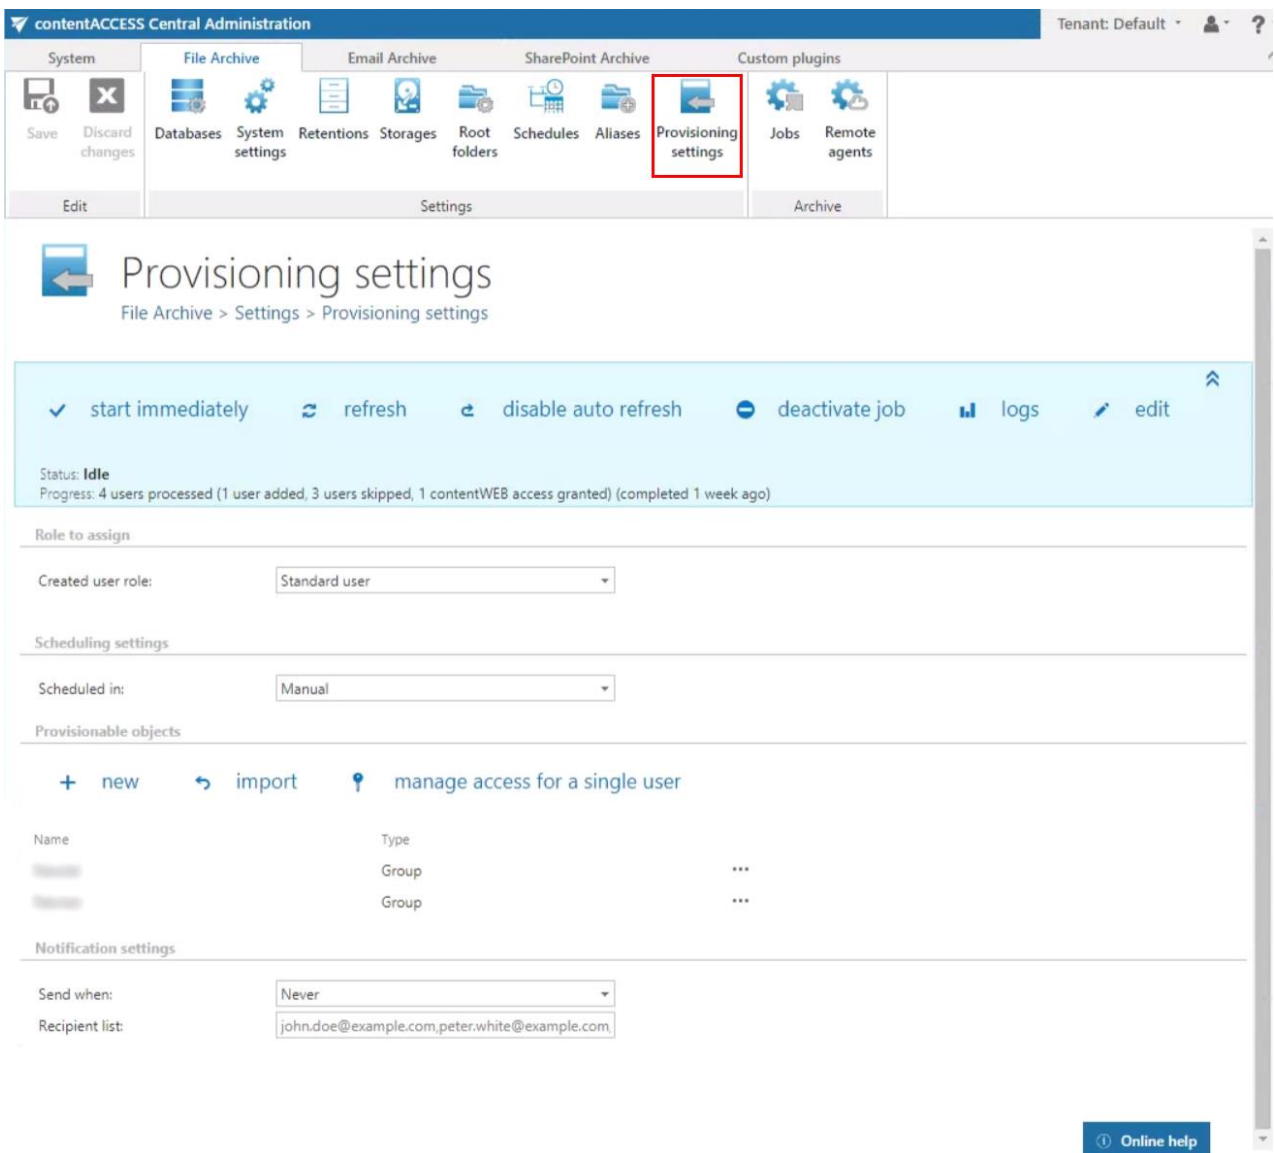 contentACCESS Central Administration
Tenant: Default
?
System
File Archive
Email Archive
SharePoint Archive
Custom plugins
Save
Discard changes
Databases
System settings
Retentions
Storages
Root folders
Schedules
Aliases
Provisioning settings
Jobs
Remote agents
Edit
Settings
Archive
Provisioning settings
File Archive > Settings > Provisioning settings
start immediately
refresh
disable auto refresh
deactivate job
logs
edit
Status: Idle
Progress: 4 users processed (1 user added, 3 users skipped, 1 contentWEB access granted) (completed 1 week ago)
Role to assign
Created user role:
Standard user
Scheduling settings
Scheduled in:
Manual
Provisionable objects
new
import
manage access for a single user
Name
Type
Group
...
Group
...
Notification settings
Send when:
Never
Recipient list:
john.doe@example.com,peter.white@example.com,
Online help